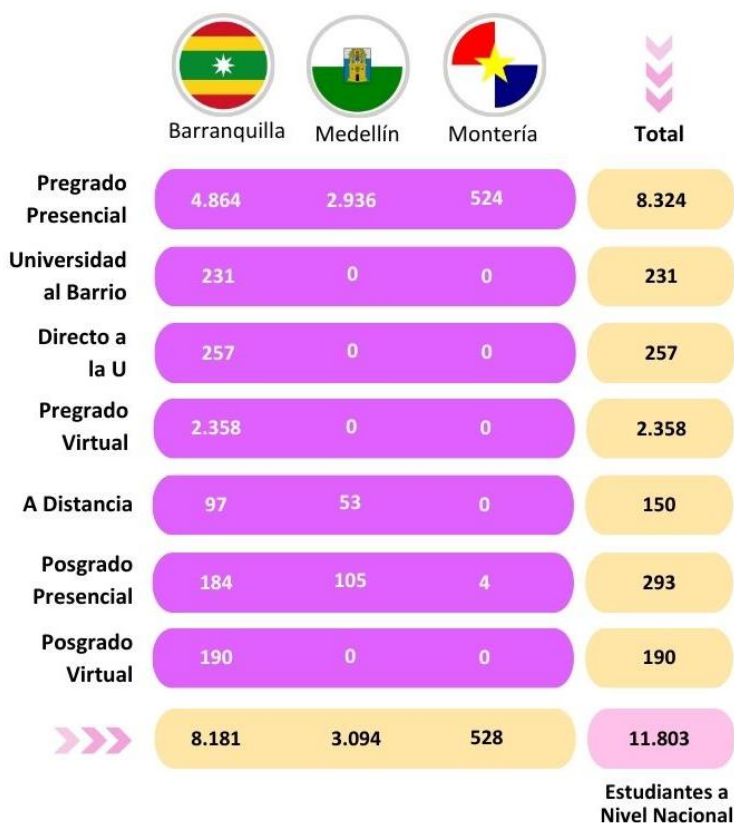 Barranquilla Medellín Montería Total
Pregrado
Presencial
4.864 2.936 524 8.324
Universidad
al Barrio
231 0 0 231
Directo a
la U
257 0 0 257
Pregrado
Virtual
2.358 0 0 2.358
A Distancia 97 53 0 150
Posgrado
Presencial
184 105 4 293
Posgrado
Virtual
190 0 0 190
8.181 3.094 528 11.803
Estudiantes a
Nivel Nacional